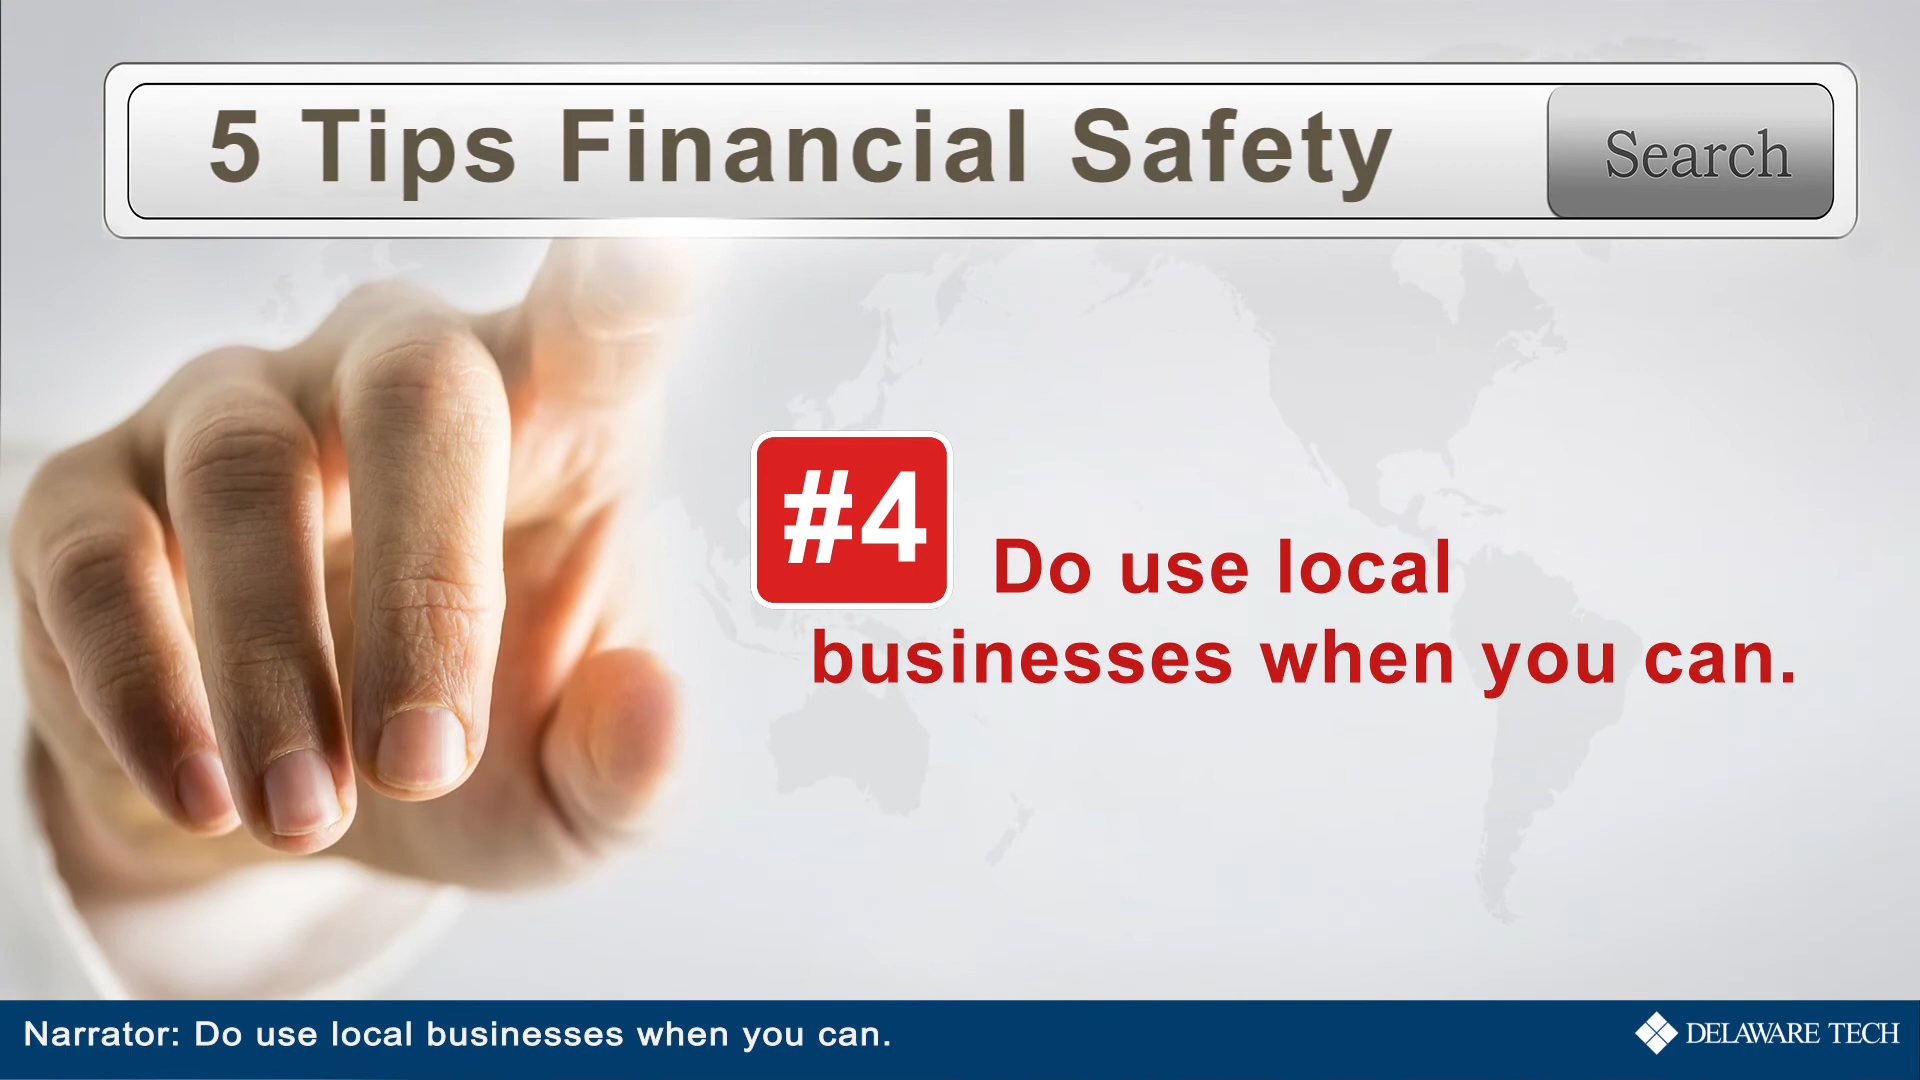 5 Tips Financial Safety
Search
#4
Do use local
businesses when you can.
Narrator: Do use local businesses when you can.
DELAWARE TECH